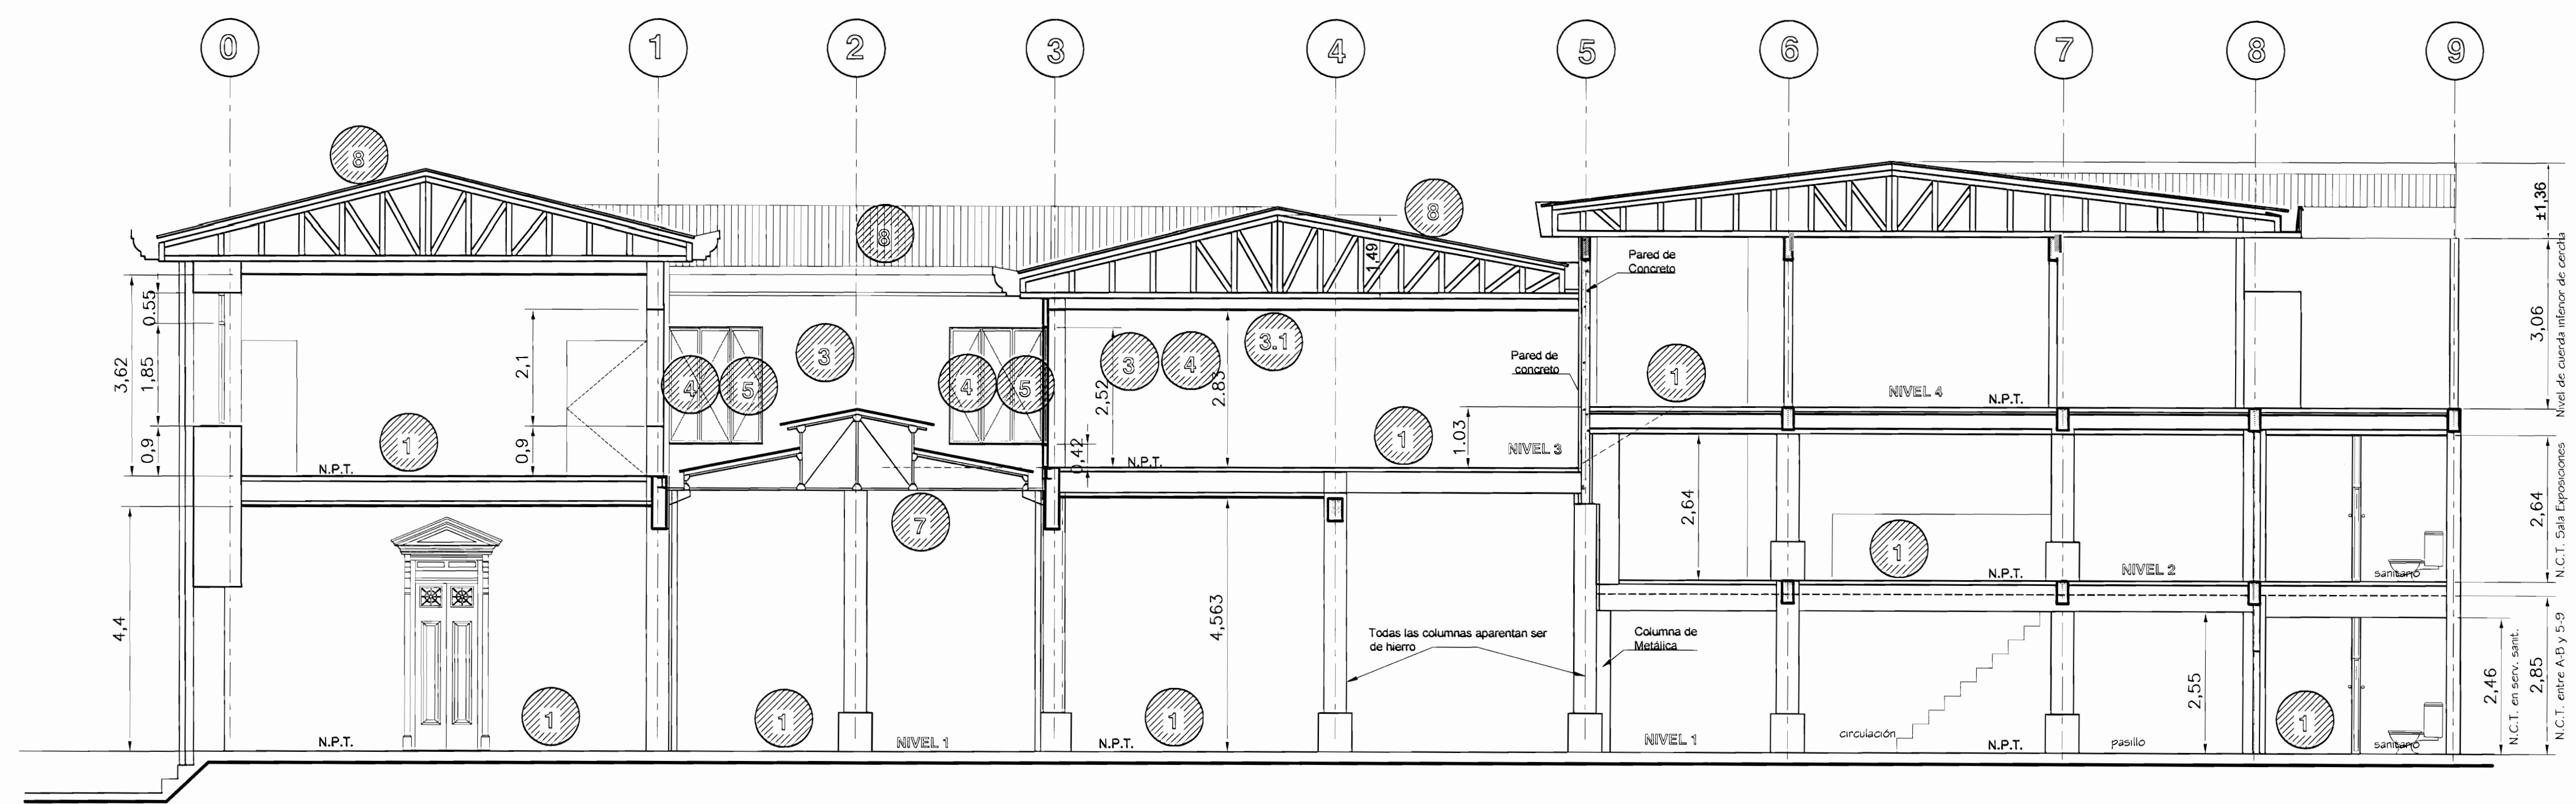 0 1 2 3 4 5 6 7 8 9
8
8
8
±1,36
Nivel de cuerda inferior de cercha
1,49
Pared de
Concreto
3,62
0.55
1,85
0,9
2,1
0,9
1
N.P.T.
4
5
3
4
5
3
4
3.1
2,52
2.83
0,42
N.P.T.
1
1.03
NIVEL 3
Pared de
concreto
1
NIVEL 4
N.P.T.
3,06
7
2,64
1
N.P.T.
NIVEL 2
sanitario
2,64
N.C.T. Sala Exposiciones
4,4
N.P.T.
1
1
NIVEL 1
N.P.T.
1
4,563
Todas las columnas aparentan ser
de hierro
Columna de
Metálica
NIVEL 1
circulación
N.P.T.
pasillo
2,55
1
sanitario
2,46
N.C.T. en serv. sanit.
2,85
N.C.T. entre A-B y 5-9